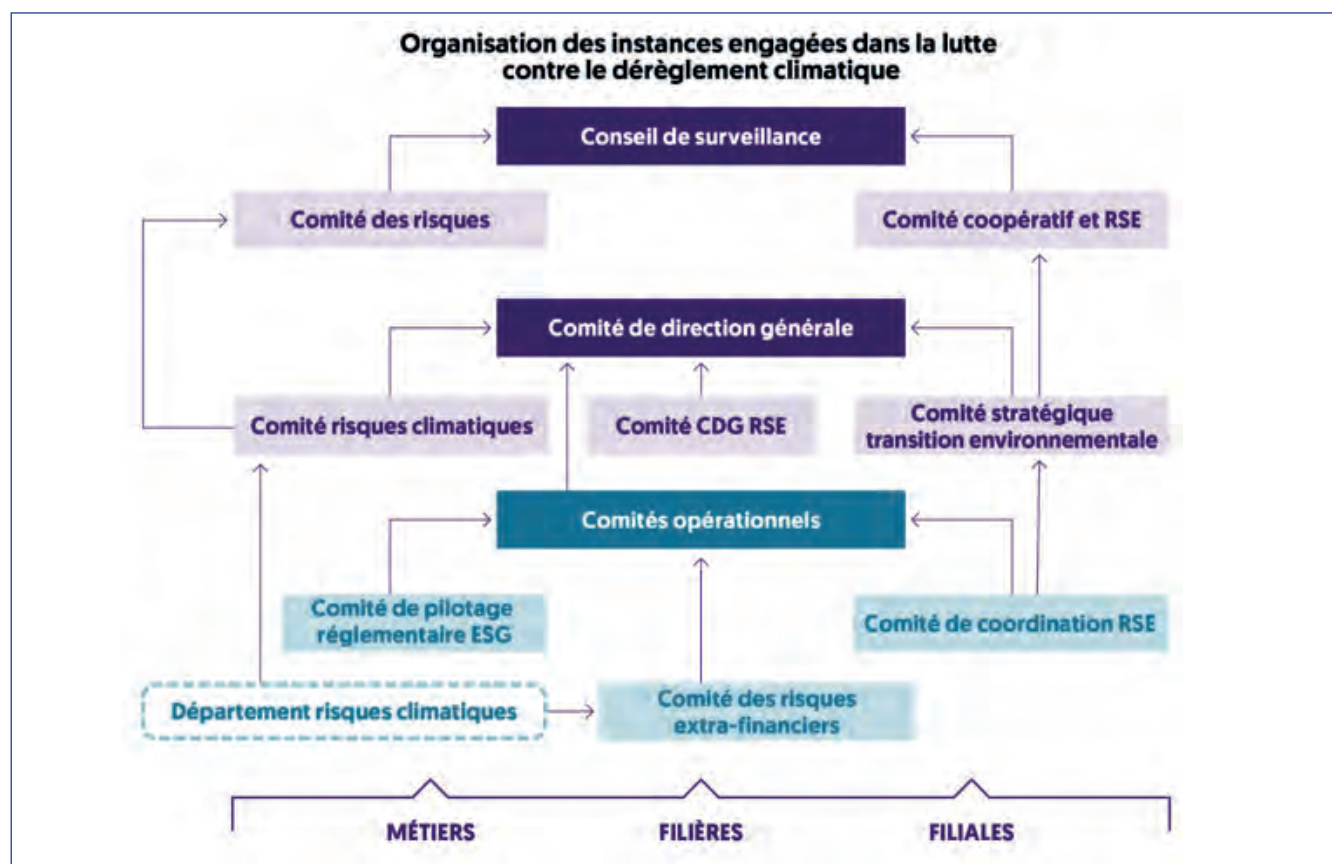 Organisation des instances engagées dans la lutte
contre le dérèglement climatique
Conseil de surveillance
Comité des risques
Comité coopératif et RSE
Comité de direction générale
Comité risques climatiques
Comité CDG RSE
Comité stratégique
transition environnementale
Comités opérationnels
Comité de pilotage
réglementaire ESG
Comité de coordination RSE
Département risques climatiques
Comité des risques
extra-financiers
MÉTIERS
FILIÈRES
FILIALES